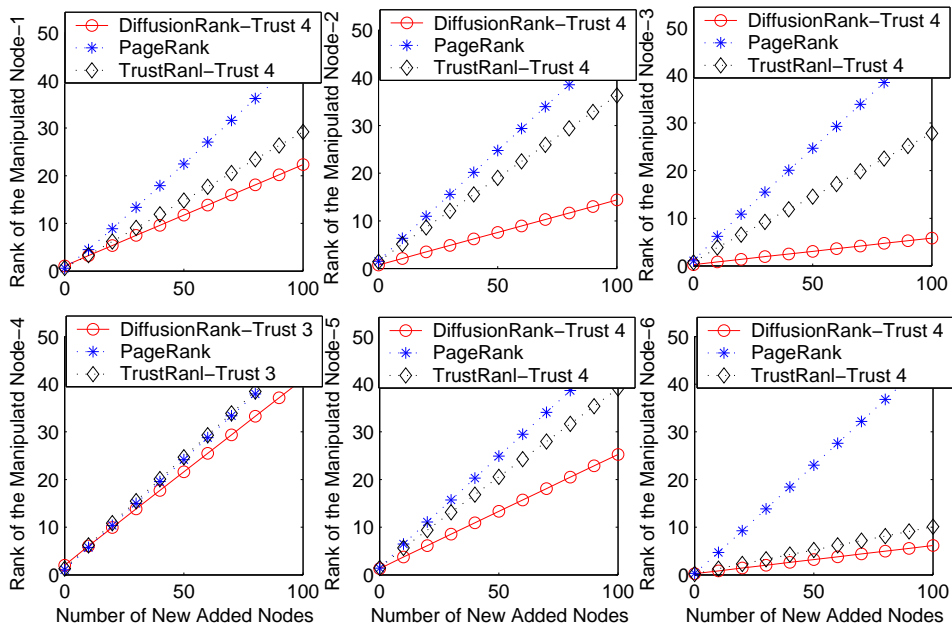 DiffusionRank−Trust 4
PageRank
TrustRanl−Trust 4
Rank of the Manipulatd Node−1
50
40
30
20
10
0
0
50
100
DiffusionRank−Trust 4
PageRank
TrustRanl−Trust 4
Rank of the Manipulatd Node−2
50
40
30
20
10
0
0
50
100
DiffusionRank−Trust 4
PageRank
TrustRanl−Trust 4
Rank of the Manipulatd Node−3
50
40
30
20
10
0
0
50
100
DiffusionRank−Trust 3
PageRank
TrustRanl−Trust 3
Rank of the Manipulatd Node−4
50
40
30
20
10
0
0
50
100
Number of New Added Nodes
DiffusionRank−Trust 4
PageRank
TrustRanl−Trust 4
Rank of the Manipulatd Node−5
50
40
30
20
10
0
0
50
100
Number of New Added Nodes
DiffusionRank−Trust 4
PageRank
TrustRanl−Trust 4
Rank of the Manipulatd Node−6
50
40
30
20
10
0
0
50
100
Number of New Added Nodes